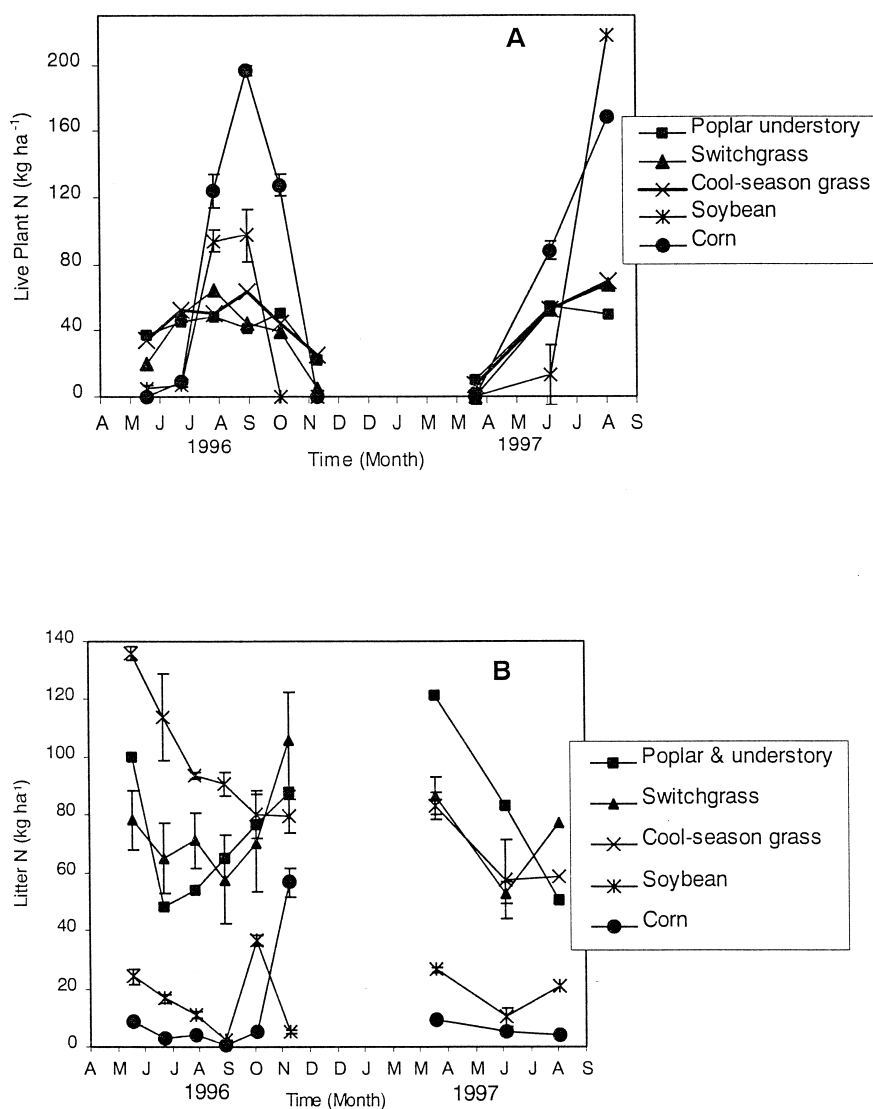 A
200
160
120
80
40
0
Live Plant N (kg ha⁻¹)
A M J J A S O N D D J M M A J J A S
1996
1997
Time (Month)
Poplar understory
Switchgrass
Cool-season grass
Soybean
Corn
B
140
120
100
80
60
40
20
0
Litter N (kg ha⁻¹)
A M J J A S O N D D J M M A J J A S
1996
1997
Time (Month)
Poplar & understory
Switchgrass
Cool-season grass
Soybean
Corn